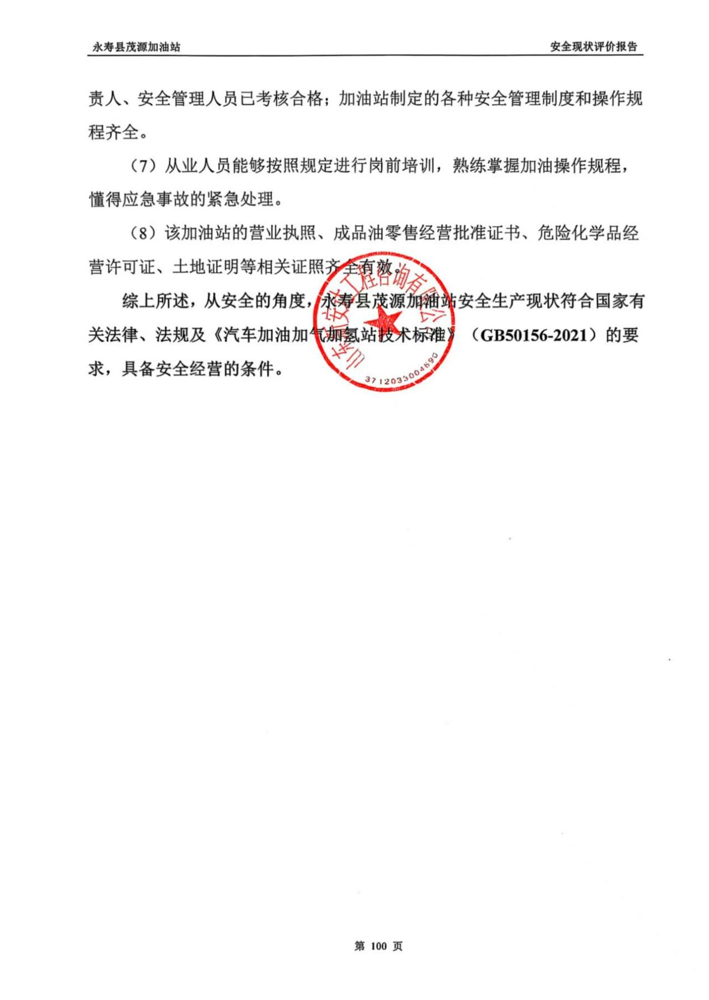 永寿县茂源加油站
安全现状评价报告
责人、安全管理人员已考核合格；加油站制定的各种安全管理制度和操作规
程齐全。
（7）从业人员能够按照规定进行岗前培训，熟练掌握加油操作规程，
懂得应急事故的紧急处理。
（8）该加油站的营业执照、成品油零售经营批准证书、危险化学品经
营许可证、土地证明等相关证照齐全有效。
综上所述，从安全的角度，永寿县茂源加油站安全生产现状符合国家有
关法律、法规及《汽车加油加气加氢站技术标准》（GB50156-2021）的要
求，具备安全经营的条件。
工程咨询有限公
3712033004690
第 100 页